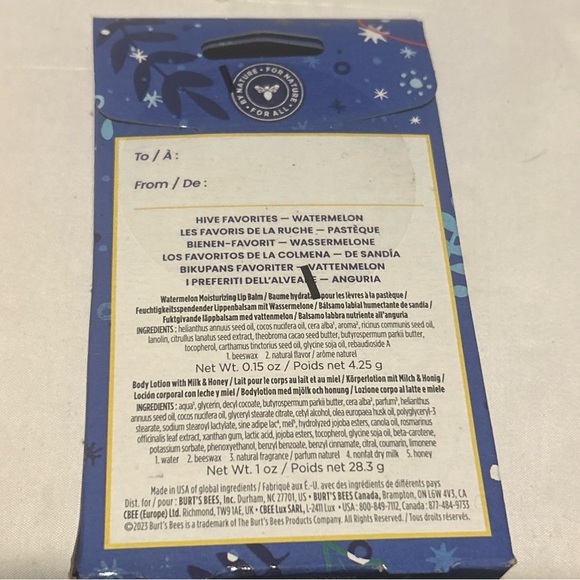 BY NATURE • FOR NATURE • FOR ALL •
To / À :
From / De :
HIVE FAVORITES — WATERMELON
LES FAVORIS DE LA RUCHE — PASTÈQUE
BIENEN-FAVORIT — WASSERMELONE
LOS FAVORITOS DE LA COLMENA — DE SANDÍA
BIKUPANS FAVORITER — VATTENMELON
I PREFERITI DELL'ALVEARE — ANGURIA
Watermelon Moisturizing Lip Balm / Baume hydratant pour les lèvres à la pastèque /
Feuchtigkeitsspendender Lippenbalsam mit Wassermelone / Bálsamo labial humectante de sandía /
Fuktgivande läppbalsam med vattenmelon / Balsamo labbra nutriente all'anguria
INGREDIENTS: helianthus annuus seed oil, cocos nucifera oil, cera alba¹, aroma², ricinus communis seed oil,
lanolin, citrullus lanatus seed extract, theobroma cacao seed butter, butyrospermum parkii butter,
tocopherol, carthamus tinctorius seed oil, glycine soja oil, rebaudioside A
1. beeswax 2. natural flavor / arôme naturel
Net Wt. 0.15 oz / Poids net 4.25 g
Body Lotion with Milk & Honey / Lait pour le corps au lait et au miel / Körperlotion mit Milch & Honig /
Loción corporal con leche y miel / Bodylotion med mjölk och honung / Lozione corpo al latte e miele
INGREDIENTS: aqua¹, glycerin, decyl cocoate, butyrospermum parkii butter, cera alba², parfum³, helianthus
annuus seed oil, cocos nucifera oil, glyceryl stearate citrate, cetyl alcohol, olea europaea husk oil, polyglyceryl-3
stearate, sodium stearoyl lactylate, sine adipe lac⁴, mel⁵, hydrolyzed jojoba esters, canola oil, rosmarinus
officinalis leaf extract, xanthan gum, lactic acid, jojoba esters, tocopherol, glycine soja oil, beta-carotene,
potassium sorbate, phenoxyethanol, benzyl benzoate, benzyl cinnamate, citral, coumarin, limonene
1. water 2. beeswax 3. natural fragrance / parfum naturel 4. nonfat dry milk 5. honey
Net Wt. 1 oz / Poids net 28.3 g
Made in USA of global ingredients / Fabriqué aux É.-U. avec des ingrédients de différents pays
Dist. for / pour : BURT'S BEES, Inc. Durham, NC 27701, US • BURT'S BEES Canada, Brampton, ON L6W 4V3, CA
CBEE (Europe) Ltd. Richmond, TW9 1AE, UK • CBEE Lux SARL, L-2411 Lux • USA : 800-849-7112, Canada : 877-484-9733
©2023 Burt's Bees is a trademark of The Burt's Bees Products Company. All Rights Reserved. / Tous droits réservés.